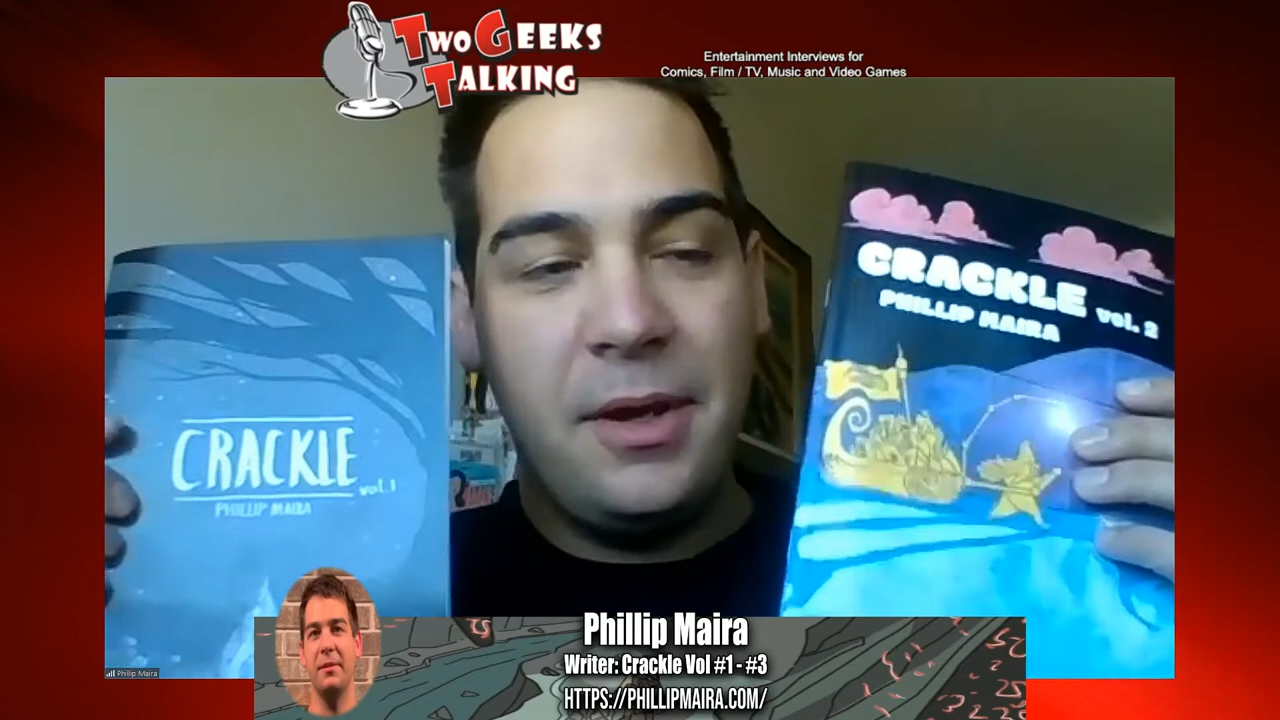 Two Geeks
Talking
Entertainment Interviews for
Comics, Film / TV, Music and Video Games
CRACKLE
vol. 1
PHILLIP MAIRA
CRACKLE vol. 2
PHILLIP MAIRA
Phillip Maira
Phillip Maira
Writer: Crackle Vol #1 - #3
HTTPS://PHILLIPMAIRA.COM/